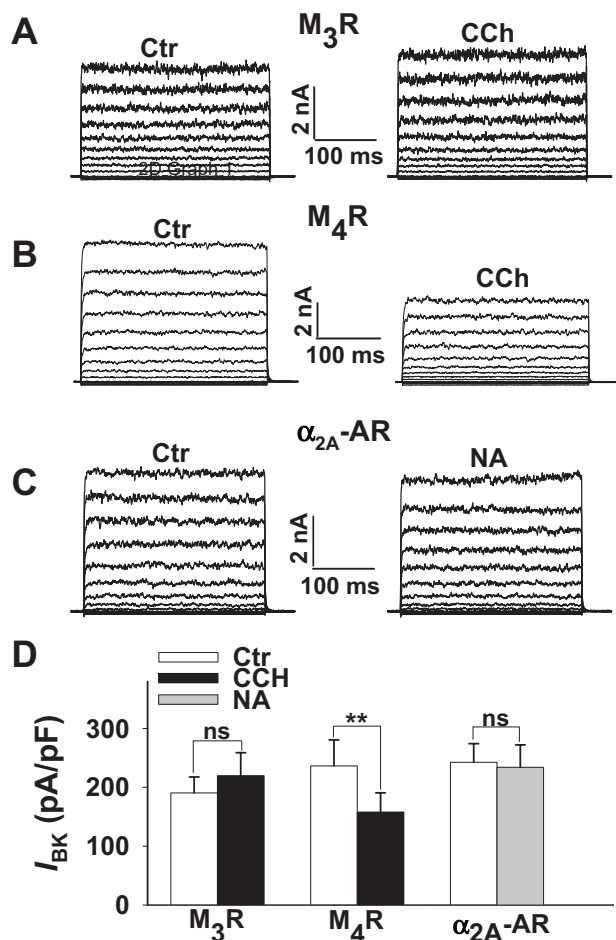 A
M3R
Ctr
CCh
2 nA
100 ms
2D Graph 1
B
M4R
Ctr
CCh
2 nA
100 ms
C
α2A-AR
Ctr
NA
2 nA
100 ms
D
Ctr
CCH
NA
IBK (pA/pF)
300
200
100
0
ns
**
ns
M3R
M4R
α2A-AR